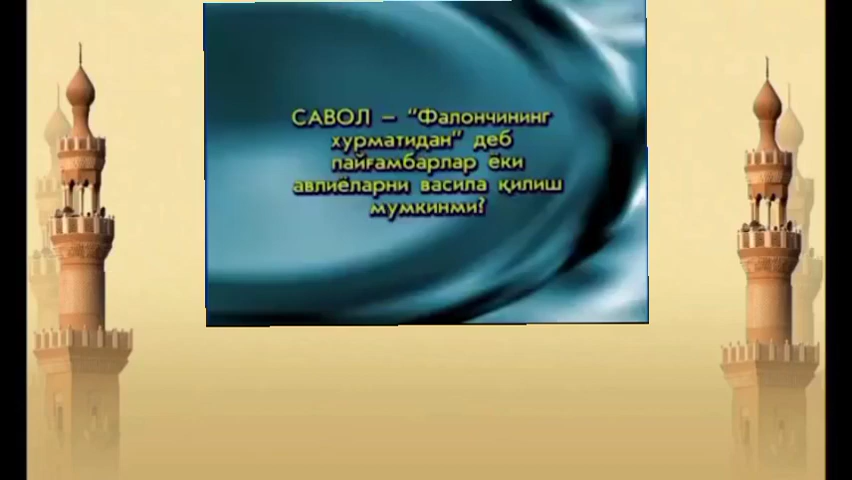 САВОЛ – "Фалончининг
хурматидан" деб
пайғамбарлар ёки
авлиёларни васила қилиш
мумкинми?